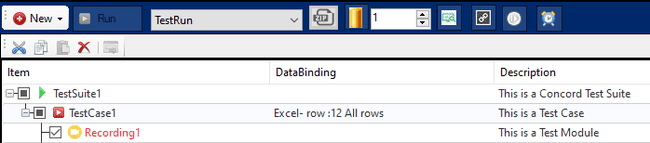 New Run TestRun ZIP 1
Item DataBinding Description
TestSuite1 This is a Concord Test Suite
TestCase1 Excel- row :12 All rows This is a Test Case
Recording1 This is a Test Module